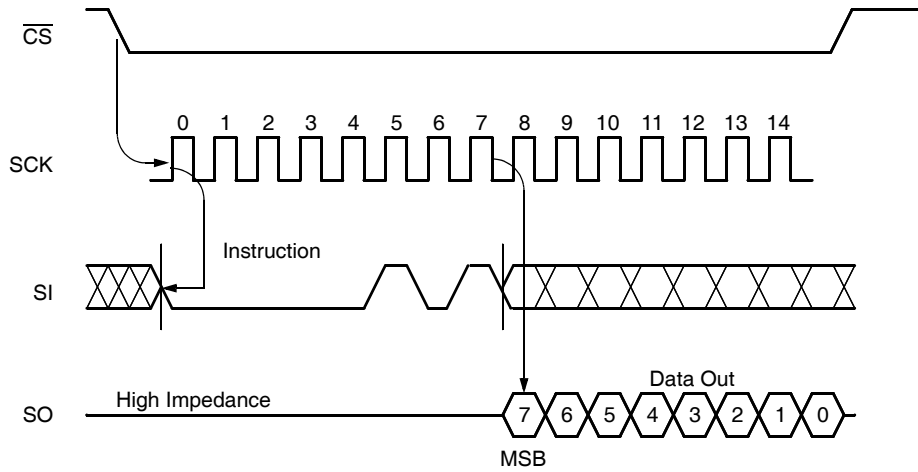 CS
0 1 2 3 4 5 6 7 8 9 10 11 12 13 14
SCK
Instruction
SI
Data Out
High Impedance
SO
7 6 5 4 3 2 1 0
MSB